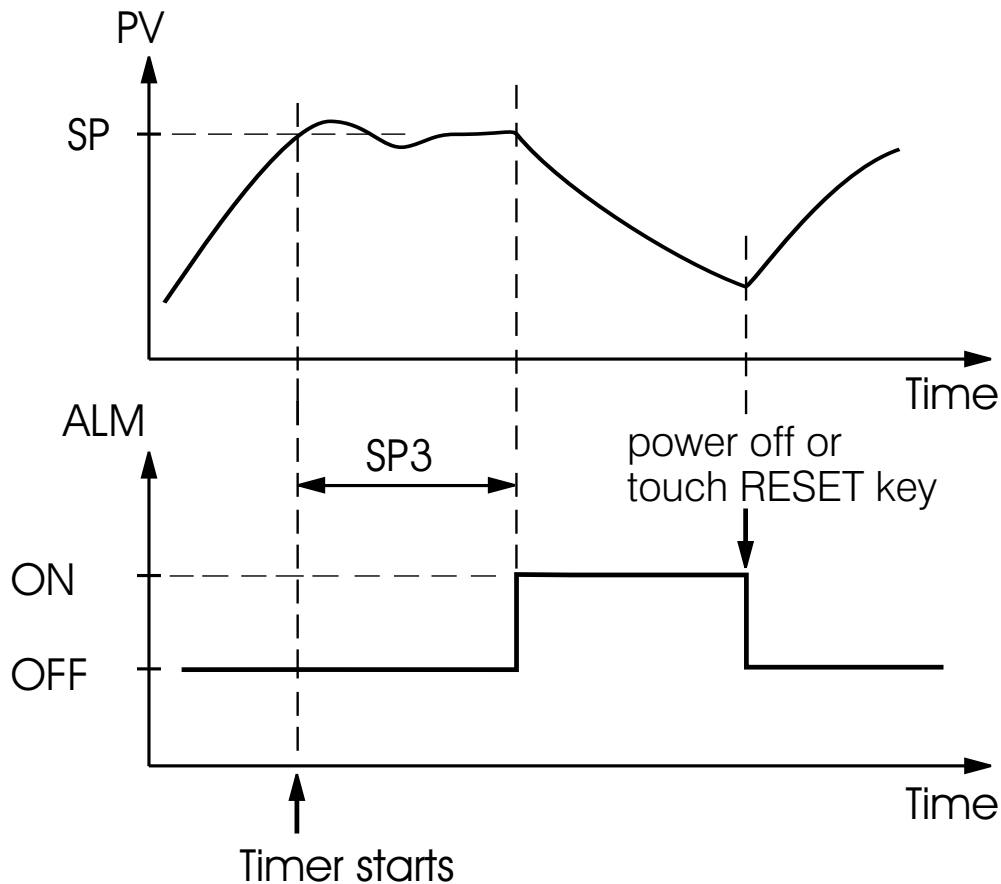 PV
SP
Time
ALM
SP3
power off or
touch RESET key
ON
OFF
Time
Timer starts